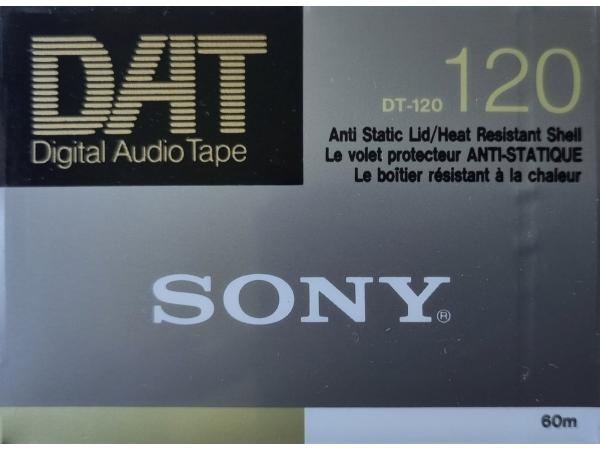 DAT
Digital Audio Tape
DT-120 120
Anti Static Lid/Heat Resistant Shell
Le volet protecteur ANTI-STATIQUE
Le boîtier résistant à la chaleur
SONY®
60m